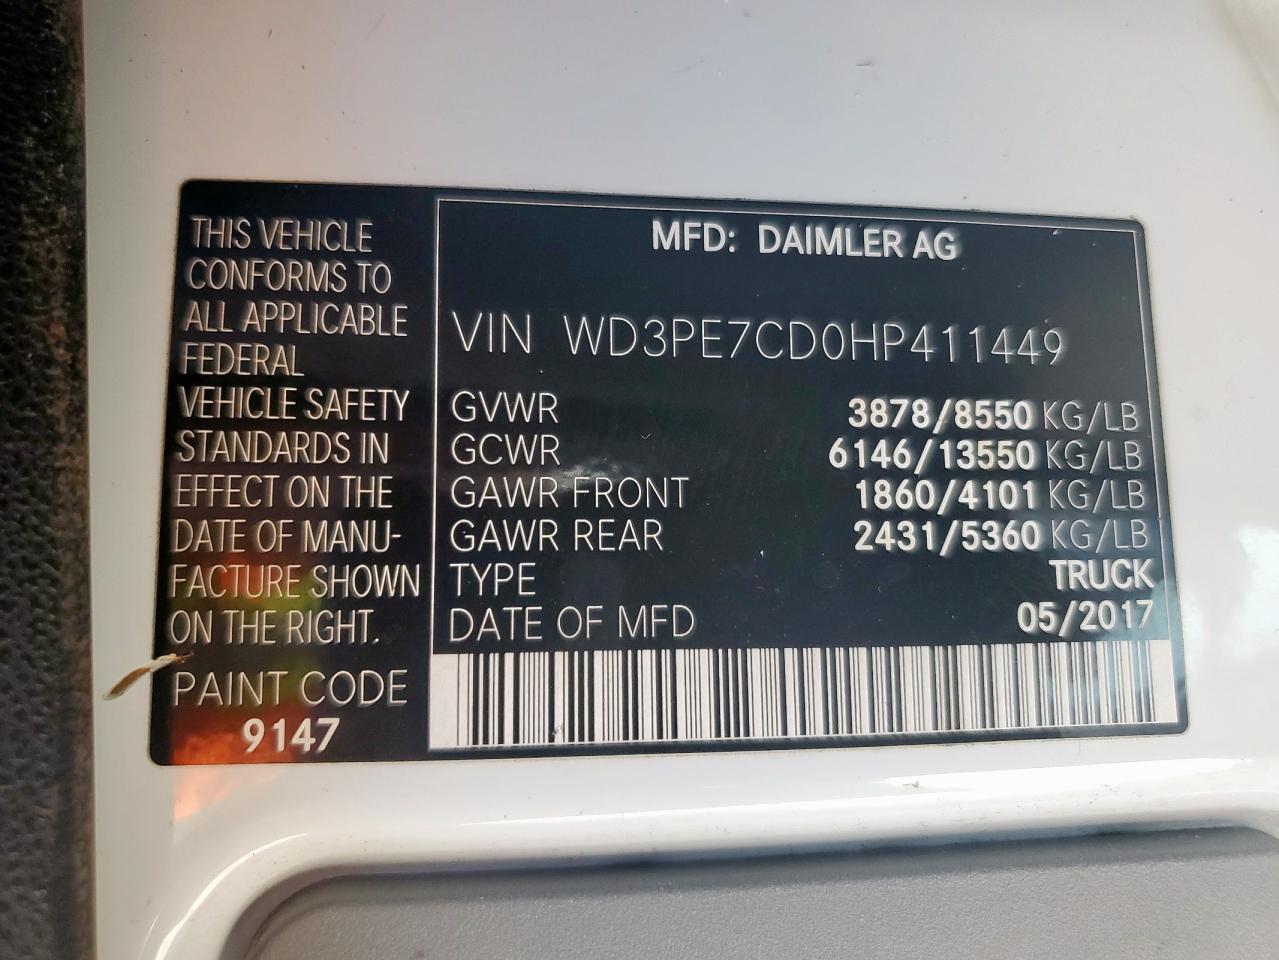 THIS VEHICLE
CONFORMS TO
ALL APPLICABLE
FEDERAL
VEHICLE SAFETY
STANDARDS IN
EFFECT ON THE
DATE OF MANU-
FACTURE SHOWN
ON THE RIGHT.
PAINT CODE
9147
MFD: DAIMLER AG
VIN WD3PE7CD0HP411449
GVWR 3878/8550 KG/LB
GCWR 6146/13550 KG/LB
GAWR FRONT 1860/4101 KG/LB
GAWR REAR 2431/5360 KG/LB
TYPE TRUCK
DATE OF MFD 05/2017